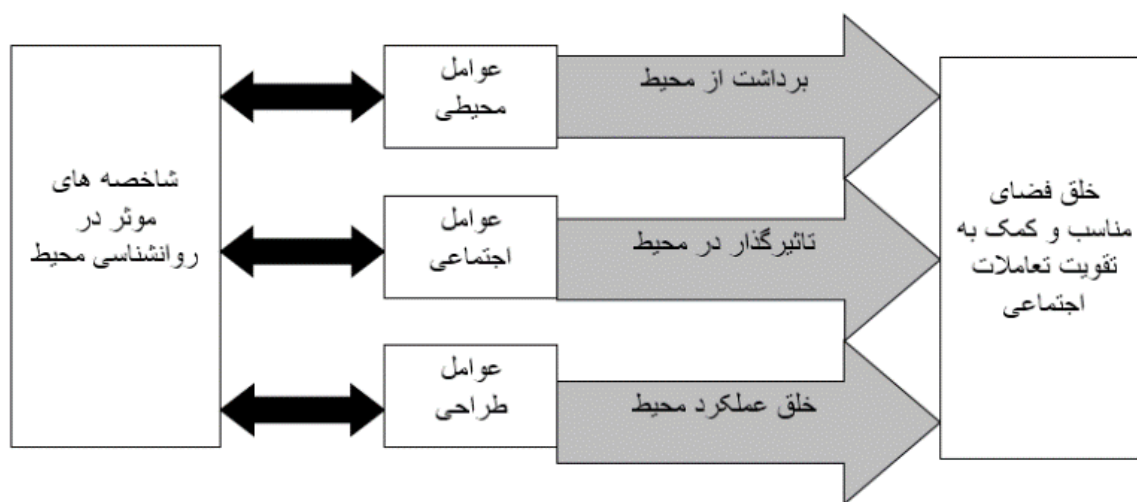 شاخصه های
موثر در
روانشناسی محیط
عوامل
محیطی
برداشت از محیط
عوامل
اجتماعی
تاثیرگذار در محیط
عوامل
طراحی
خلق عملکرد محیط
خلق فضای
مناسب و کمک به
تقویت تعاملات
اجتماعی